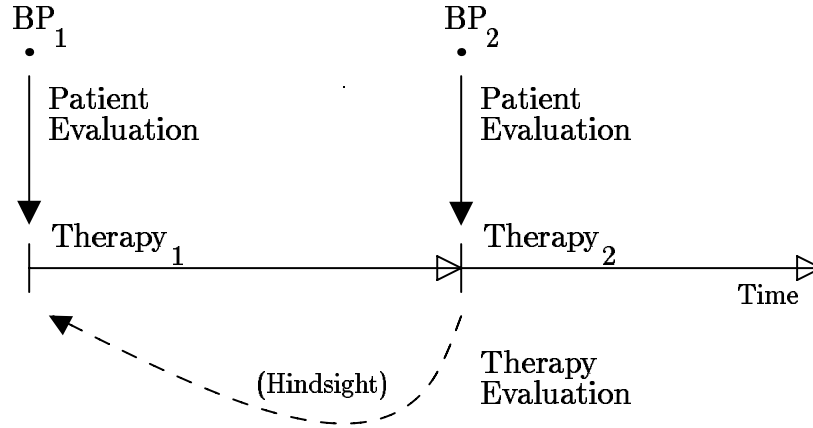 BP1
BP2
Patient
Evaluation
Patient
Evaluation
Therapy1
Therapy2
Time
(Hindsight)
Therapy
Evaluation